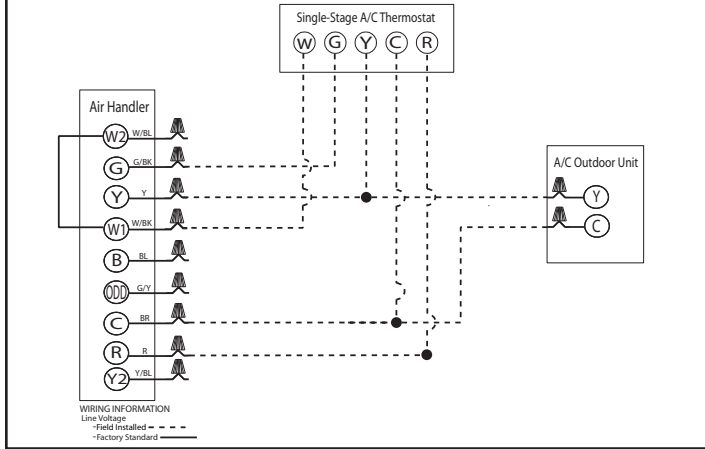 Single-Stage A/C Thermostat
W G Y C R
Air Handler
W2 W/BL
G G/BK
Y Y
W1 W/BK
B BL
ODD G/Y
C BR
R R
Y2 Y/BL
A/C Outdoor Unit
Y
C
WIRING INFORMATION
Line Voltage
-Field Installed
-Factory Standard